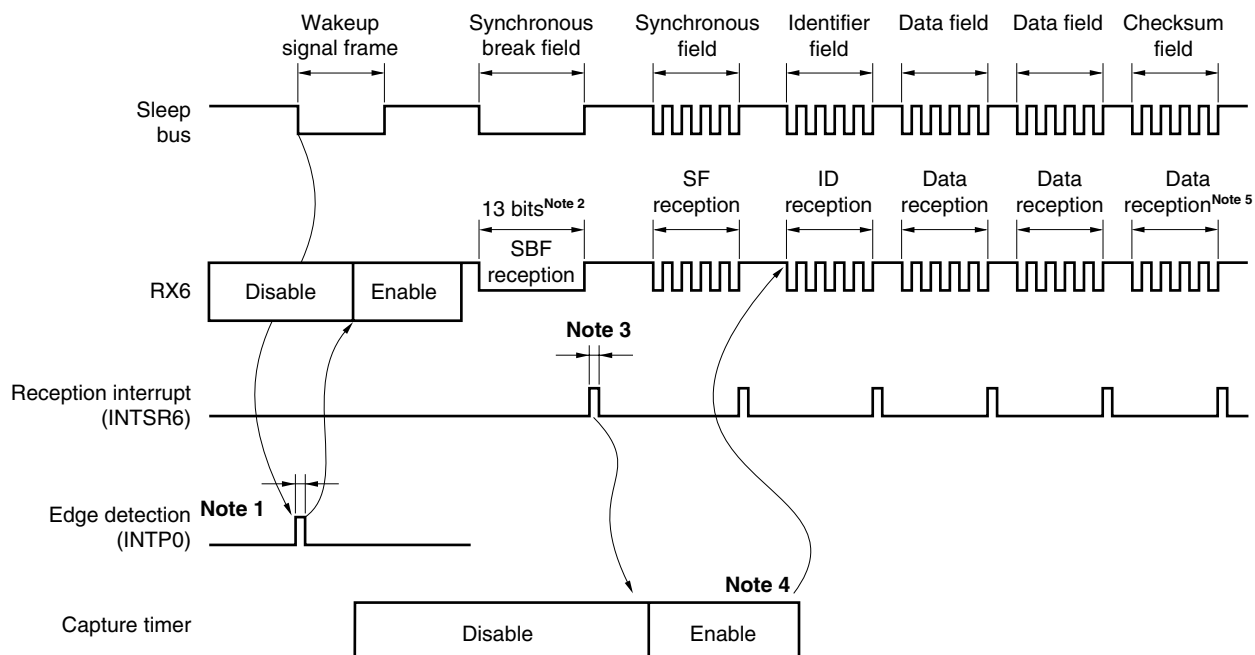 Wakeup
signal frame
Synchronous
break field
Synchronous
field
Identifier
field
Data field
Data field
Checksum
field
Sleep
bus
13 bitsNote 2
SF
reception
ID
reception
Data
reception
Data
reception
Data
receptionNote 5
SBF
reception
RX6
Disable
Enable
Note 3
Reception interrupt
(INTSR6)
Note 1
Edge detection
(INTP0)
Note 4
Capture timer
Disable
Enable